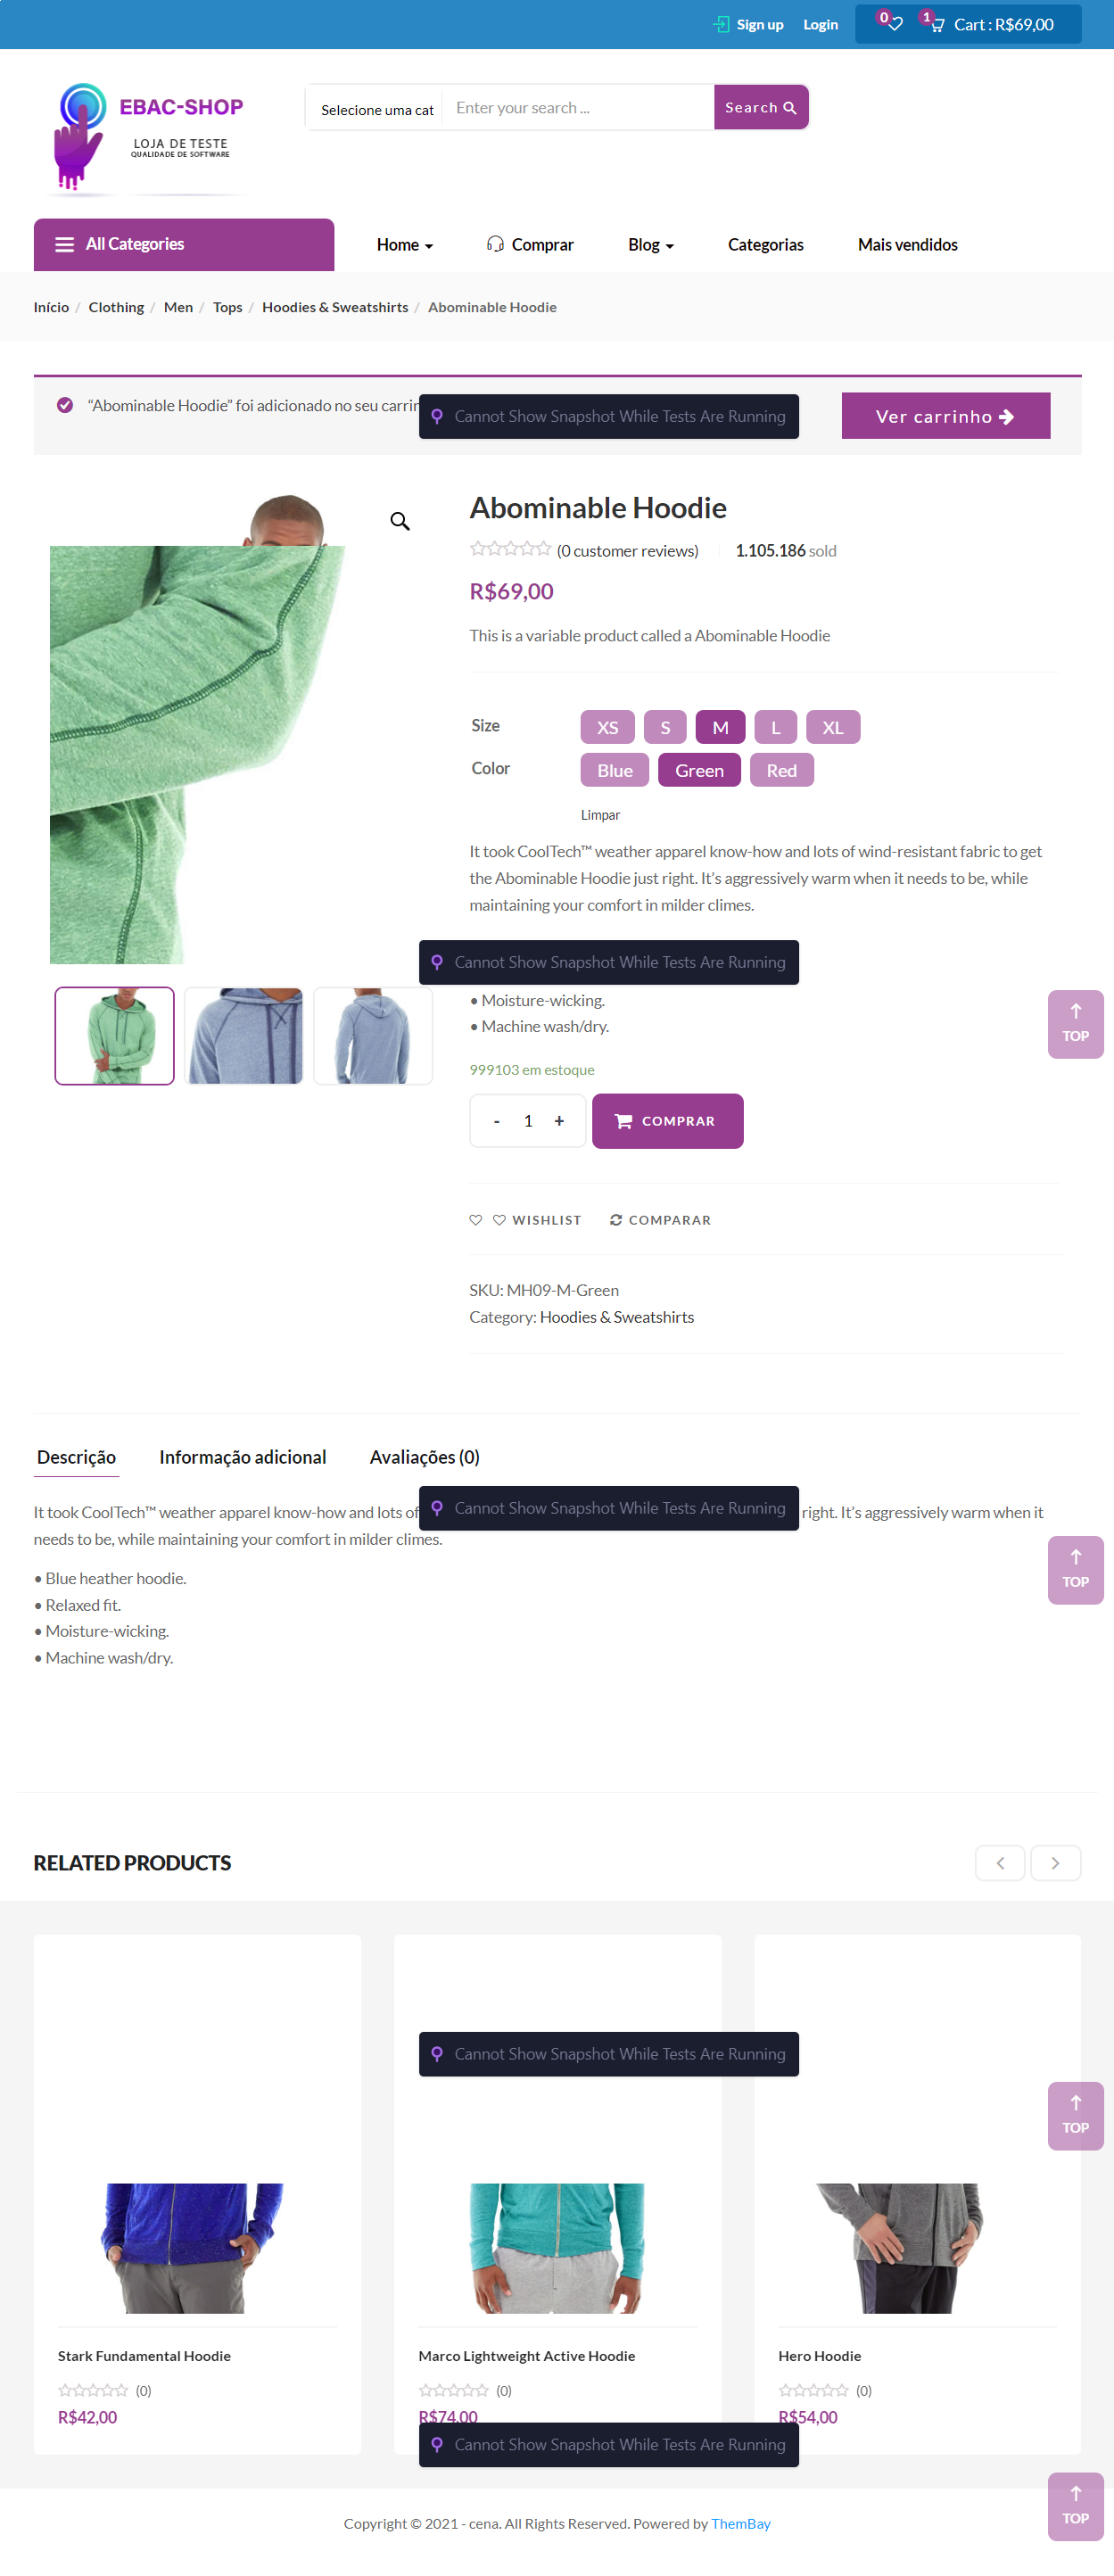 Sign up
Login
0
1
Cart : R$69,00
EBAC-SHOP
LOJA DE TESTE
QUALIDADE DE SOFTWARE
Selecione uma cat
Enter your search ...
Search
All Categories
Home
Comprar
Blog
Categorias
Mais vendidos
Início / Clothing / Men / Tops / Hoodies & Sweatshirts / Abominable Hoodie
“Abominable Hoodie” foi adicionado no seu
Cannot Show Snapshot While Tests Are Running
Ver carrinho
Abominable Hoodie
(0 customer reviews)
1.105.186 sold
R$69,00
This is a variable product called a Abominable Hoodie
Size
XS
S
M
L
XL
Color
Blue
Green
Red
Limpar
It took CoolTech™ weather apparel know-how and lots of wind-resistant fabric to get
the Abominable Hoodie just right. It’s aggressively warm when it needs to be, while
maintaining your comfort in milder climes.
Cannot Show Snapshot While Tests Are Running
• Moisture-wicking.
• Machine wash/dry.
TOP
999103 em estoque
- 1 +
COMPRAR
WISHLIST
COMPARAR
SKU: MH09-M-Green
Category: Hoodies & Sweatshirts
Descrição
Informação adicional
Avaliações (0)
It took CoolTech™ weather apparel know-how and lots of
Cannot Show Snapshot While Tests Are Running
right. It’s aggressively warm when it
needs to be, while maintaining your comfort in milder climes.
TOP
• Blue heather hoodie.
• Relaxed fit.
• Moisture-wicking.
• Machine wash/dry.
RELATED PRODUCTS
Cannot Show Snapshot While Tests Are Running
TOP
Stark Fundamental Hoodie
(0)
R$42,00
Marco Lightweight Active Hoodie
(0)
R$74,00
Hero Hoodie
(0)
R$54,00
Cannot Show Snapshot While Tests Are Running
TOP
Copyright © 2021 - cena. All Rights Reserved. Powered by ThemBay